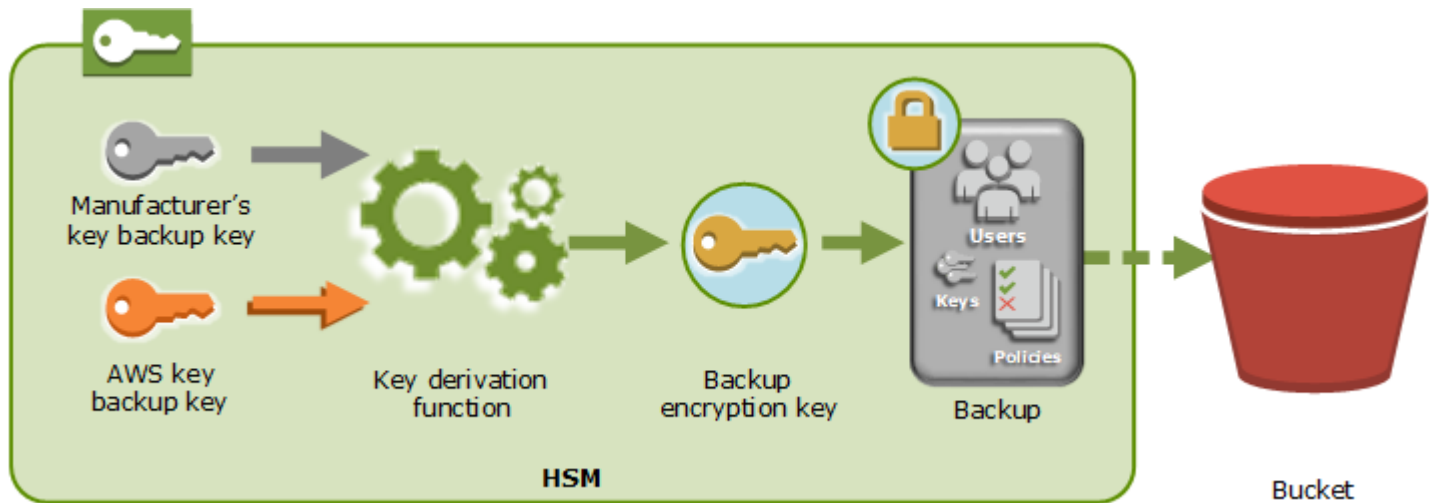 Manufacturer's
key backup key
AWS key
backup key
Key derivation
function
Backup
encryption key
Users
Keys
Policies
Backup
HSM
Bucket